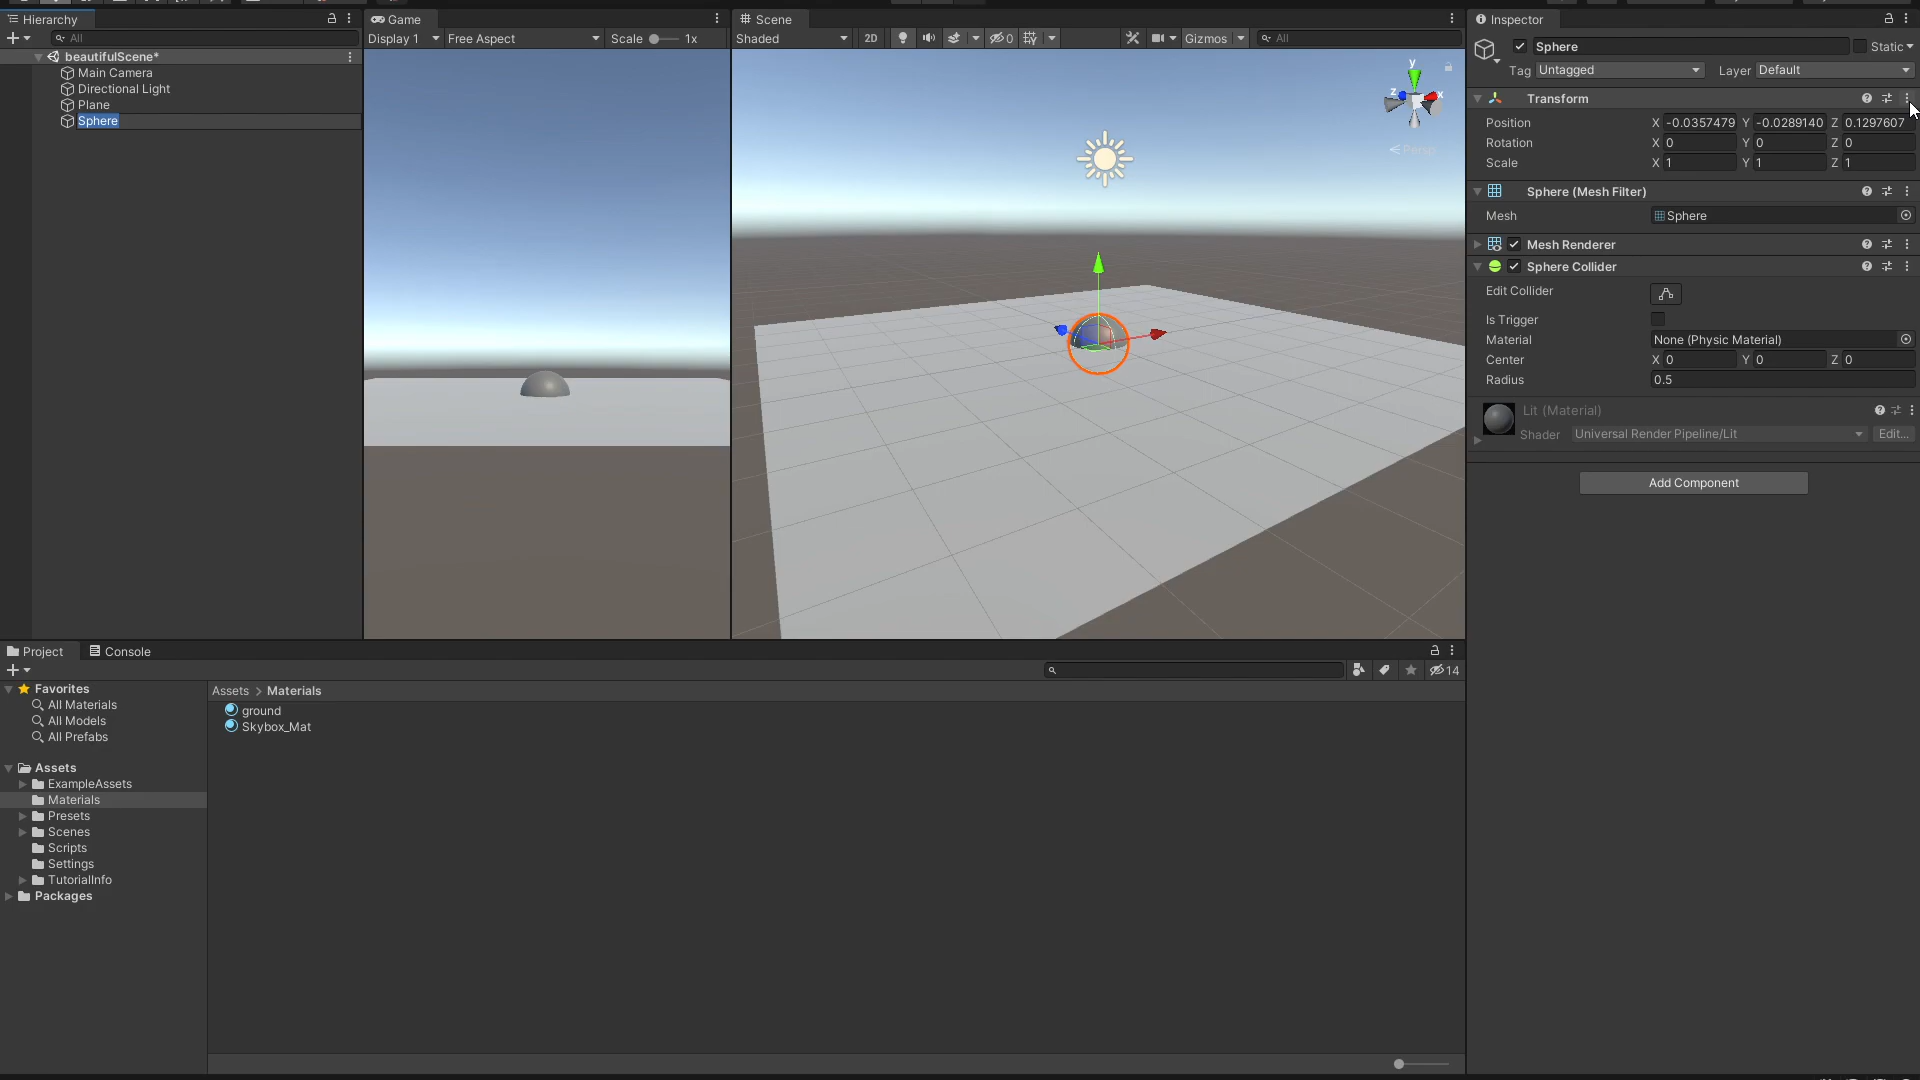 Hierarchy
All
beautifulScene*
Main Camera
Directional Light
Plane
Sphere
Game
Display 1 Free Aspect Scale 1x
Scene
Shaded 2D 0 Gizmos All
y
z x
Persp
Inspector
Sphere Static
Tag Untagged Layer Default
Transform
Position X -0.0357479 Y -0.0289140 Z 0.1297607
Rotation X 0 Y 0 Z 0
Scale X 1 Y 1 Z 1
Sphere (Mesh Filter)
Mesh Sphere
Mesh Renderer
Sphere Collider
Edit Collider
Is Trigger
Material None (Physic Material)
Center X 0 Y 0 Z 0
Radius 0.5
Lit (Material)
Shader Universal Render Pipeline/Lit Edit...
Add Component
Project Console
14
Favorites
All Materials
All Models
All Prefabs
Assets
ExampleAssets
Materials
Presets
Scenes
Scripts
Settings
TutorialInfo
Packages
Assets > Materials
ground
Skybox_Mat